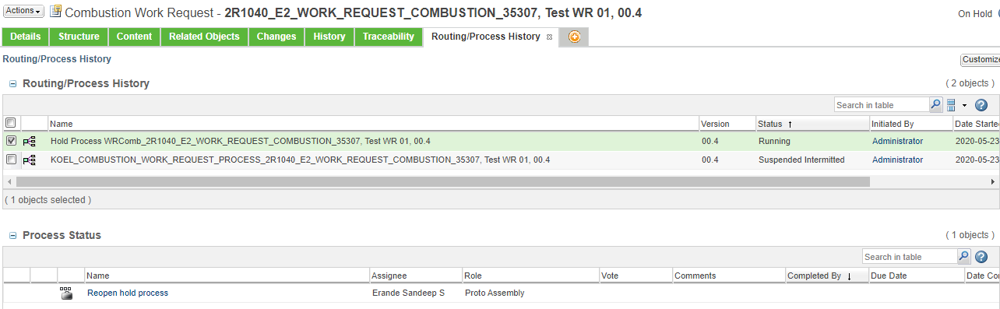 Actions
Combustion Work Request - 2R1040_E2_WORK_REQUEST_COMBUSTION_35307, Test WR 01, 00.4
On Hold
Details Structure Content Related Objects Changes History Traceability Routing/Process History
Routing/Process History
Customize
Routing/Process History
( 2 objects )
Search in table
Name Version Status Initiated By Date Started
Hold Process WRComb_2R1040_E2_WORK_REQUEST_COMBUSTION_35307, Test WR 01, 00.4 00.4 Running Administrator 2020-05-23
KOEL_COMBUSTION_WORK_REQUEST_PROCESS_2R1040_E2_WORK_REQUEST_COMBUSTION_35307, Test WR 01, 00.4 00.4 Suspended Intermitted Administrator 2020-05-23
( 1 objects selected )
Process Status
( 1 objects )
Search in table
Name Assignee Role Vote Comments Completed By Due Date Date Co
Reopen hold process Erande Sandeep S Proto Assembly